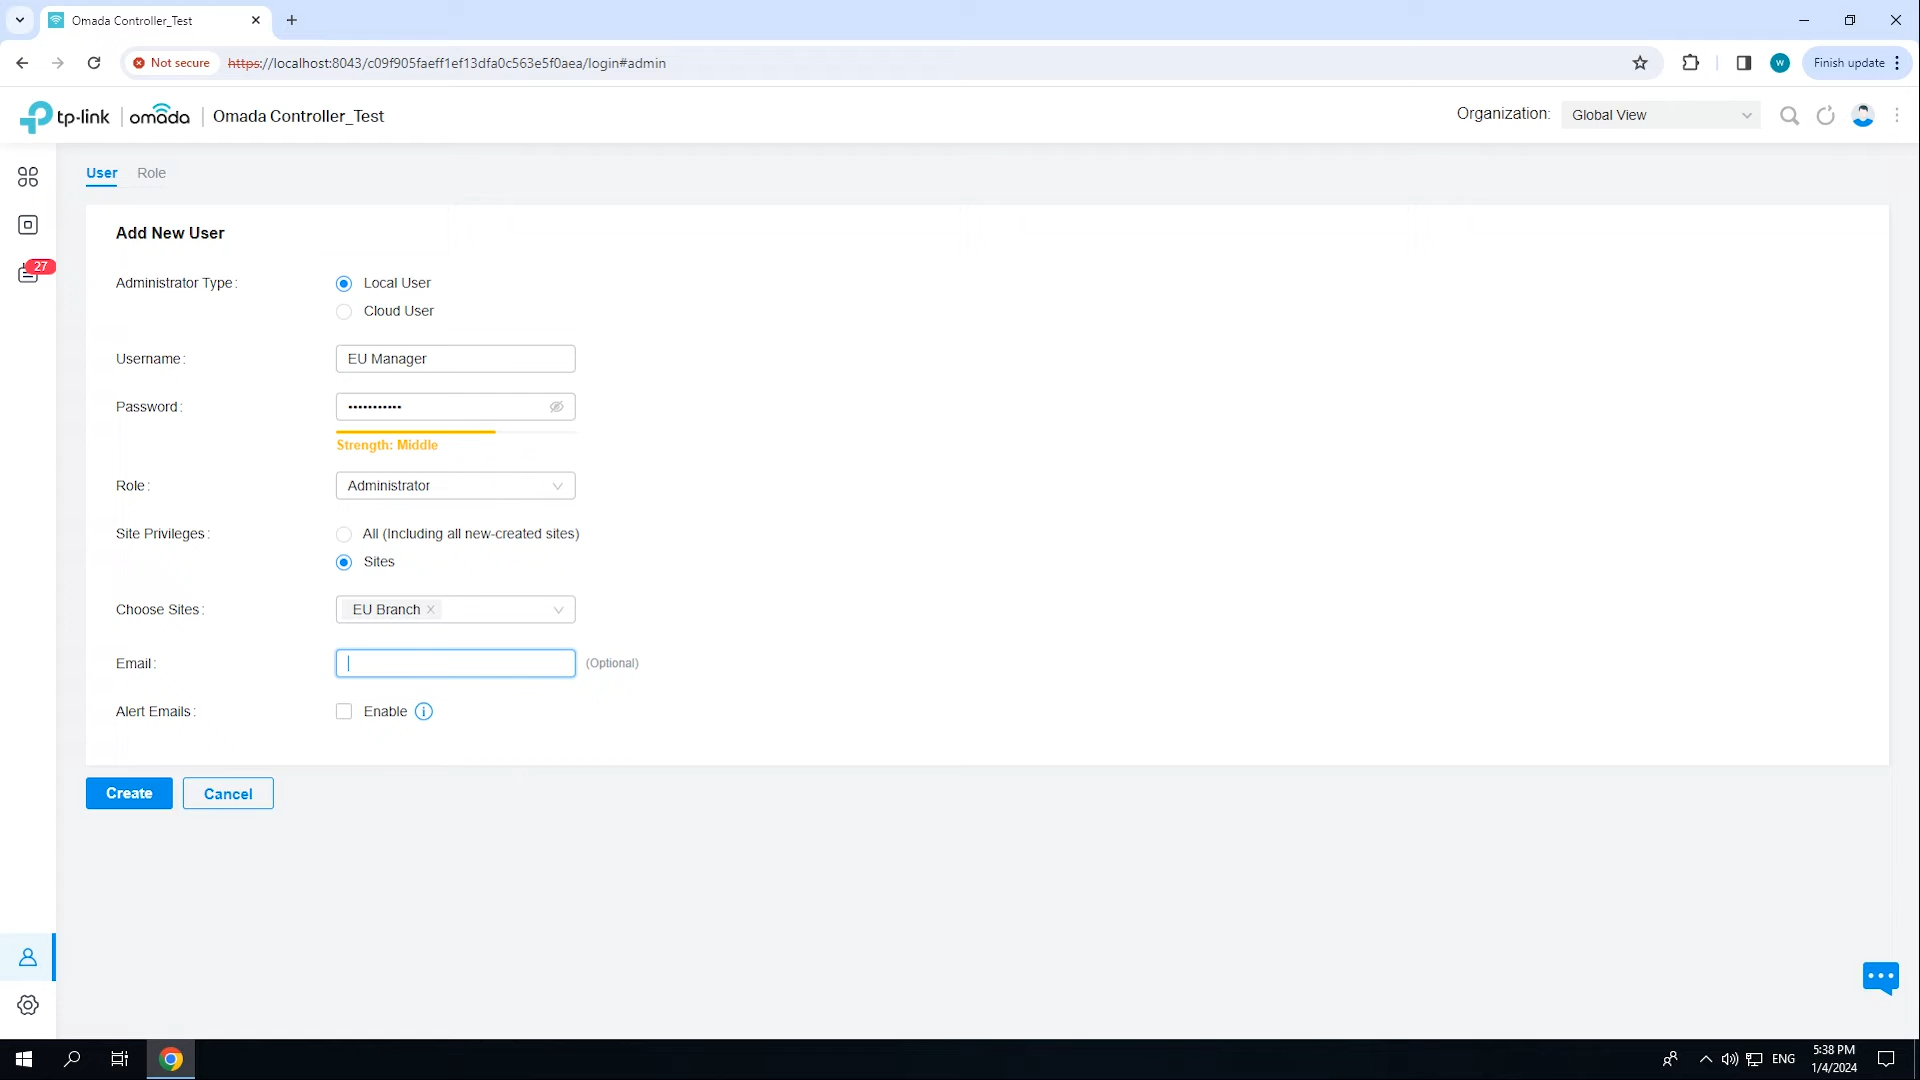 Omada Controller_Test
Not secure
https://localhost:8043/c09f905faeff1ef13dfa0c563e5f0aea/login#admin
W
Finish update
tp-link
omada
Omada Controller_Test
Organization:
Global View
27
User
Role
Add New User
Administrator Type:
Local User
Cloud User
Username:
EU Manager
Password:
•••••••••••
Strength: Middle
Role:
Administrator
Site Privileges:
All (Including all new-created sites)
Sites
Choose Sites:
EU Branch
Email:
(Optional)
Alert Emails:
Enable
Create
Cancel
ENG
5:38 PM
1/4/2024